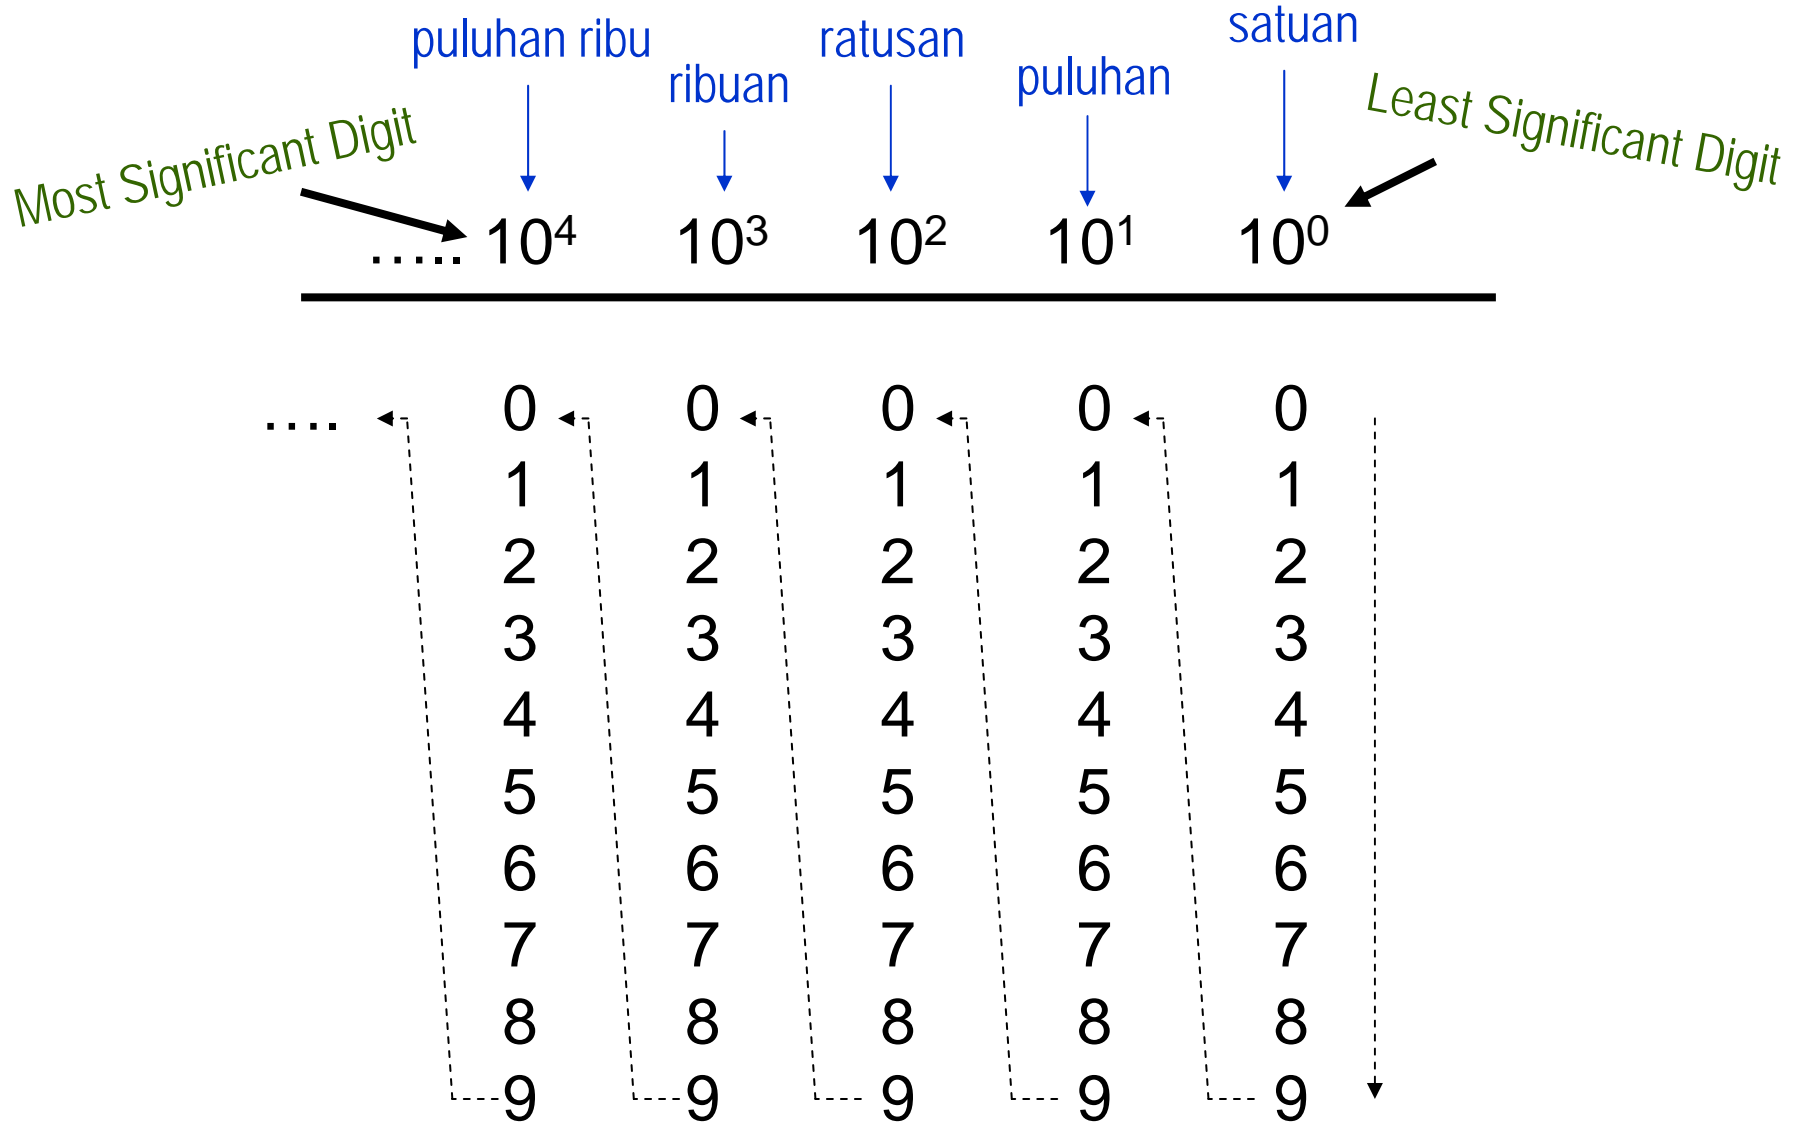 puluhan ribu
ribuan
ratusan
puluhan
satuan
Most Significant Digit
Least Significant Digit
..... 10⁴ 10³ 10² 10¹ 10⁰
.... 0 0 0 0 0
1 1 1 1 1
2 2 2 2 2
3 3 3 3 3
4 4 4 4 4
5 5 5 5 5
6 6 6 6 6
7 7 7 7 7
8 8 8 8 8
9 9 9 9 9